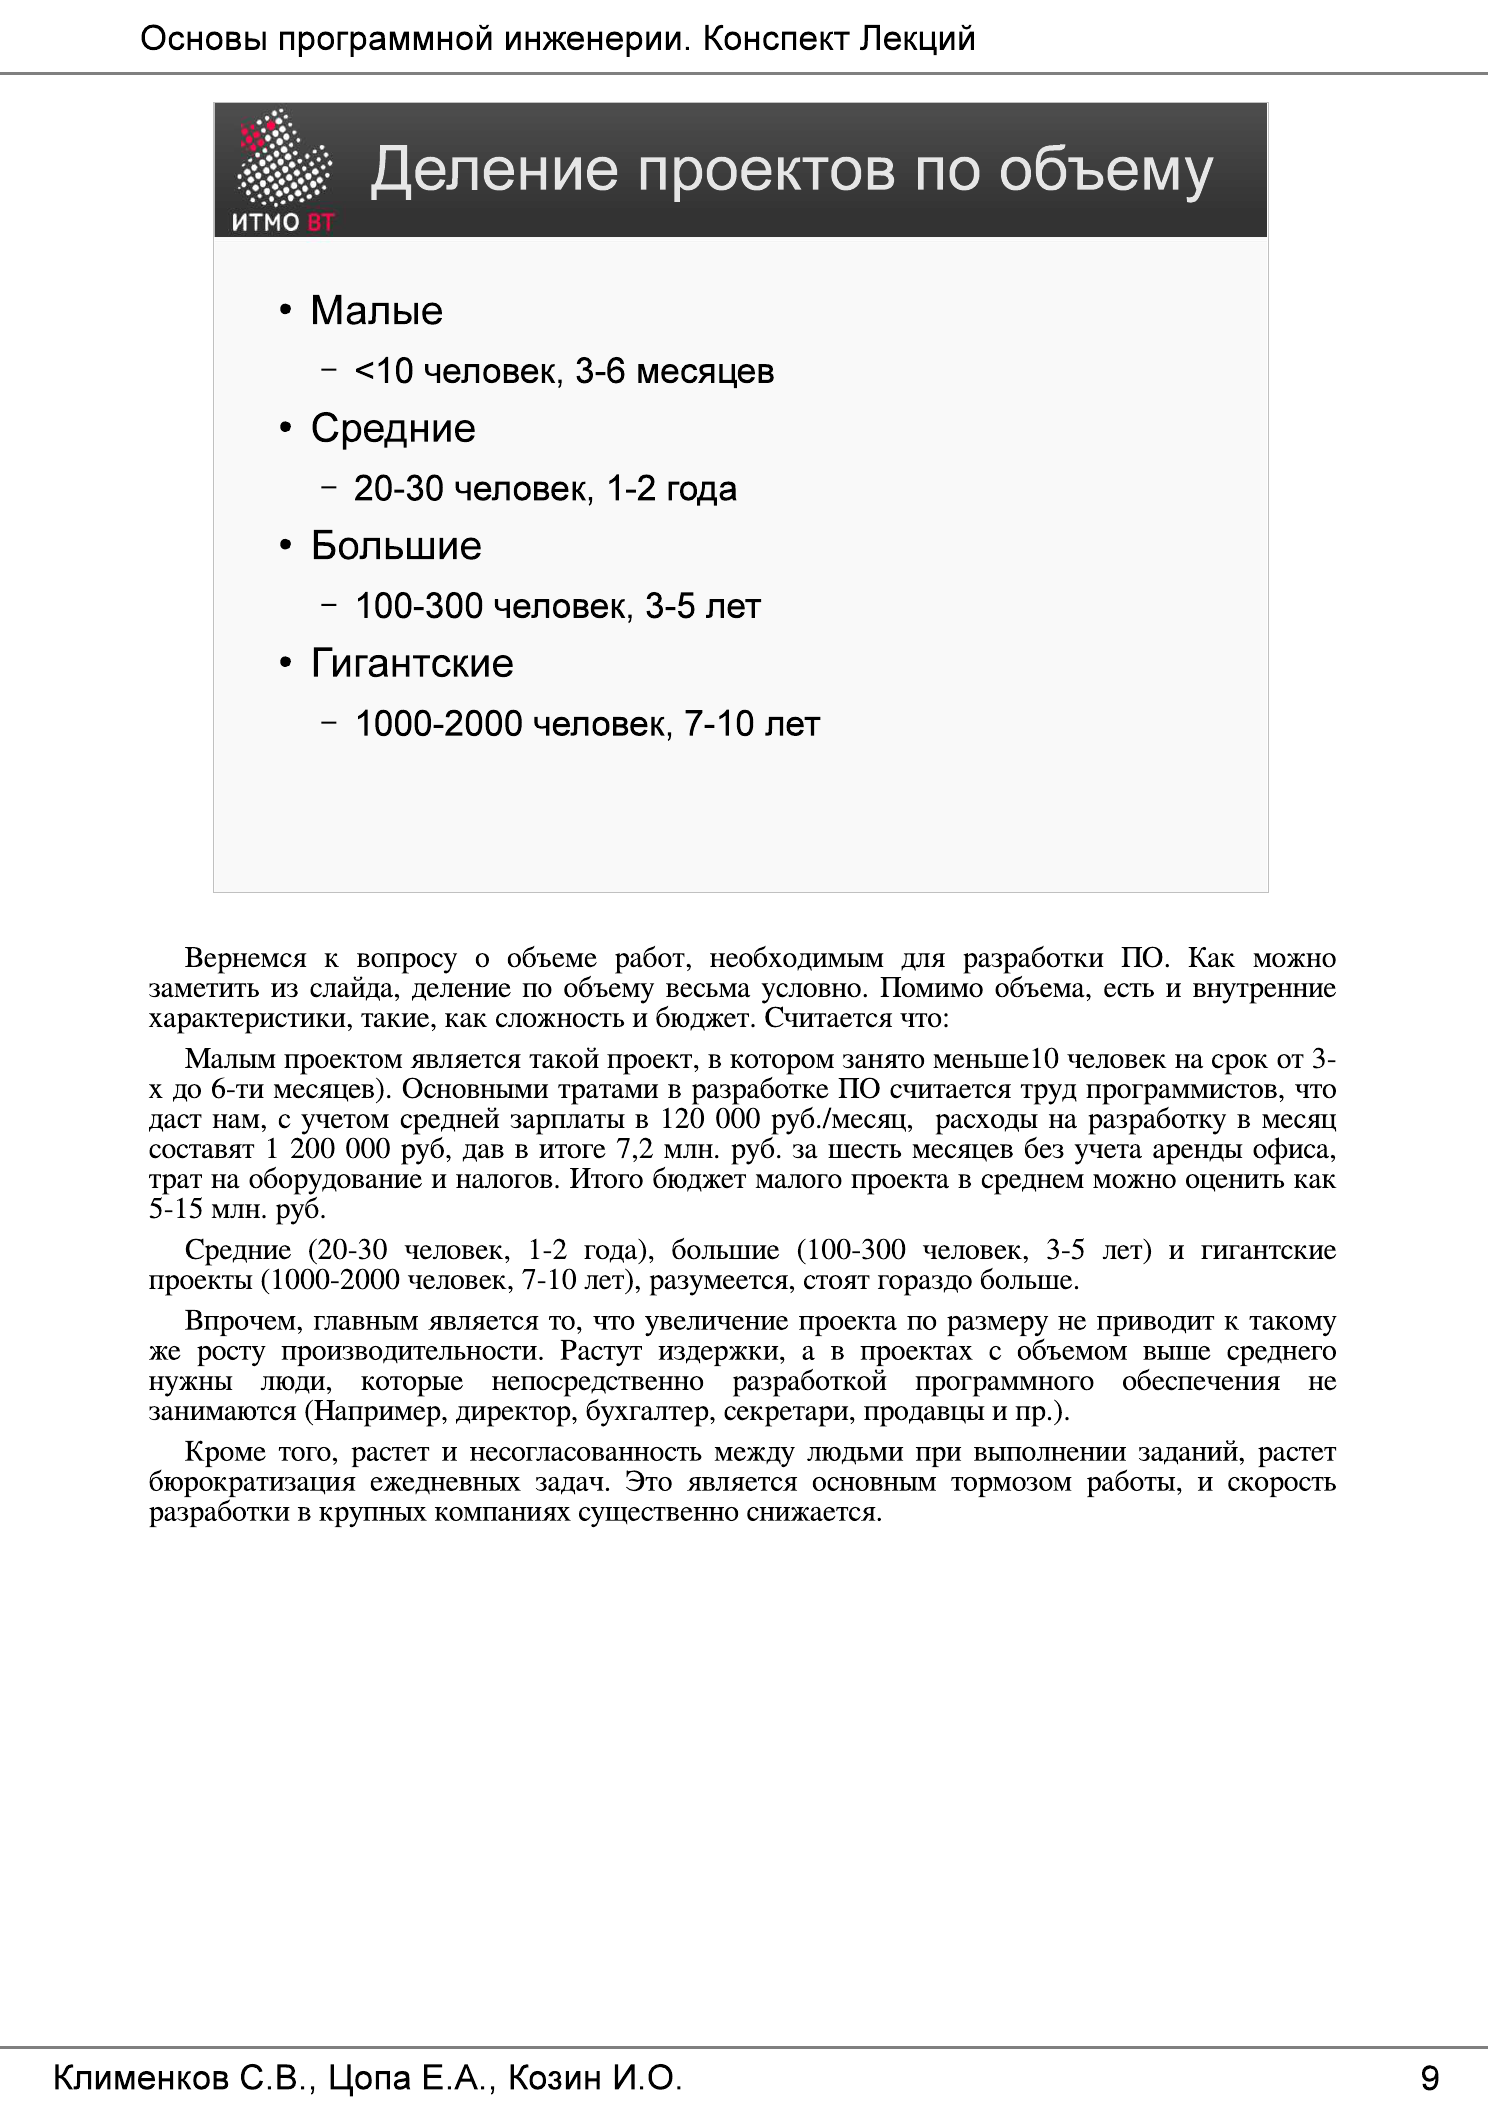 Основы программной инженерии. Конспект Лекций
ИТМО ВТ
Деление проектов по объему
• Малые
– <10 человек, 3-6 месяцев
• Средние
– 20-30 человек, 1-2 года
• Большие
– 100-300 человек, 3-5 лет
• Гигантские
– 1000-2000 человек, 7-10 лет
Вернемся к вопросу о объеме работ, необходимым для разработки ПО. Как можно
заметить из слайда, деление по объему весьма условно. Помимо объема, есть и внутренние
характеристики, такие, как сложность и бюджет. Считается что:
Малым проектом является такой проект, в котором занято меньше10 человек на срок от 3-
х до 6-ти месяцев). Основными тратами в разработке ПО считается труд программистов, что
даст нам, с учетом средней зарплаты в 120 000 руб./месяц, расходы на разработку в месяц
составят 1 200 000 руб, дав в итоге 7,2 млн. руб. за шесть месяцев без учета аренды офиса,
трат на оборудование и налогов. Итого бюджет малого проекта в среднем можно оценить как
5-15 млн. руб.
Средние (20-30 человек, 1-2 года), большие (100-300 человек, 3-5 лет) и гигантские
проекты (1000-2000 человек, 7-10 лет), разумеется, стоят гораздо больше.
Впрочем, главным является то, что увеличение проекта по размеру не приводит к такому
же росту производительности. Растут издержки, а в проектах с объемом выше среднего
нужны люди, которые непосредственно разработкой программного обеспечения не
занимаются (Например, директор, бухгалтер, секретари, продавцы и пр.).
Кроме того, растет и несогласованность между людьми при выполнении заданий, растет
бюрократизация ежедневных задач. Это является основным тормозом работы, и скорость
разработки в крупных компаниях существенно снижается.
Клименков С.В., Цопа Е.А., Козин И.О.
9